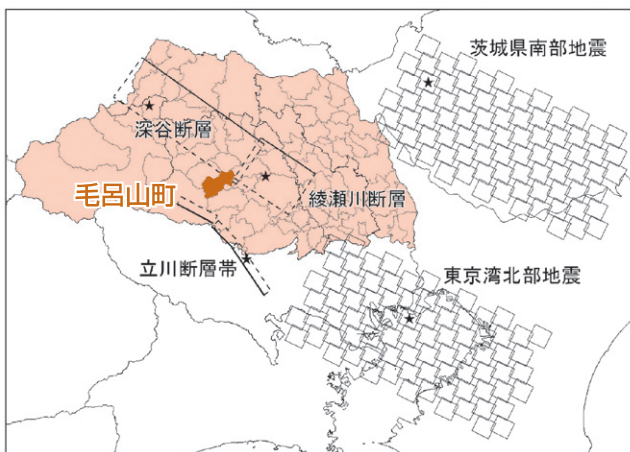 茨城県南部地震
深谷断層
毛呂山町
綾瀬川断層
立川断層帯
東京湾北部地震